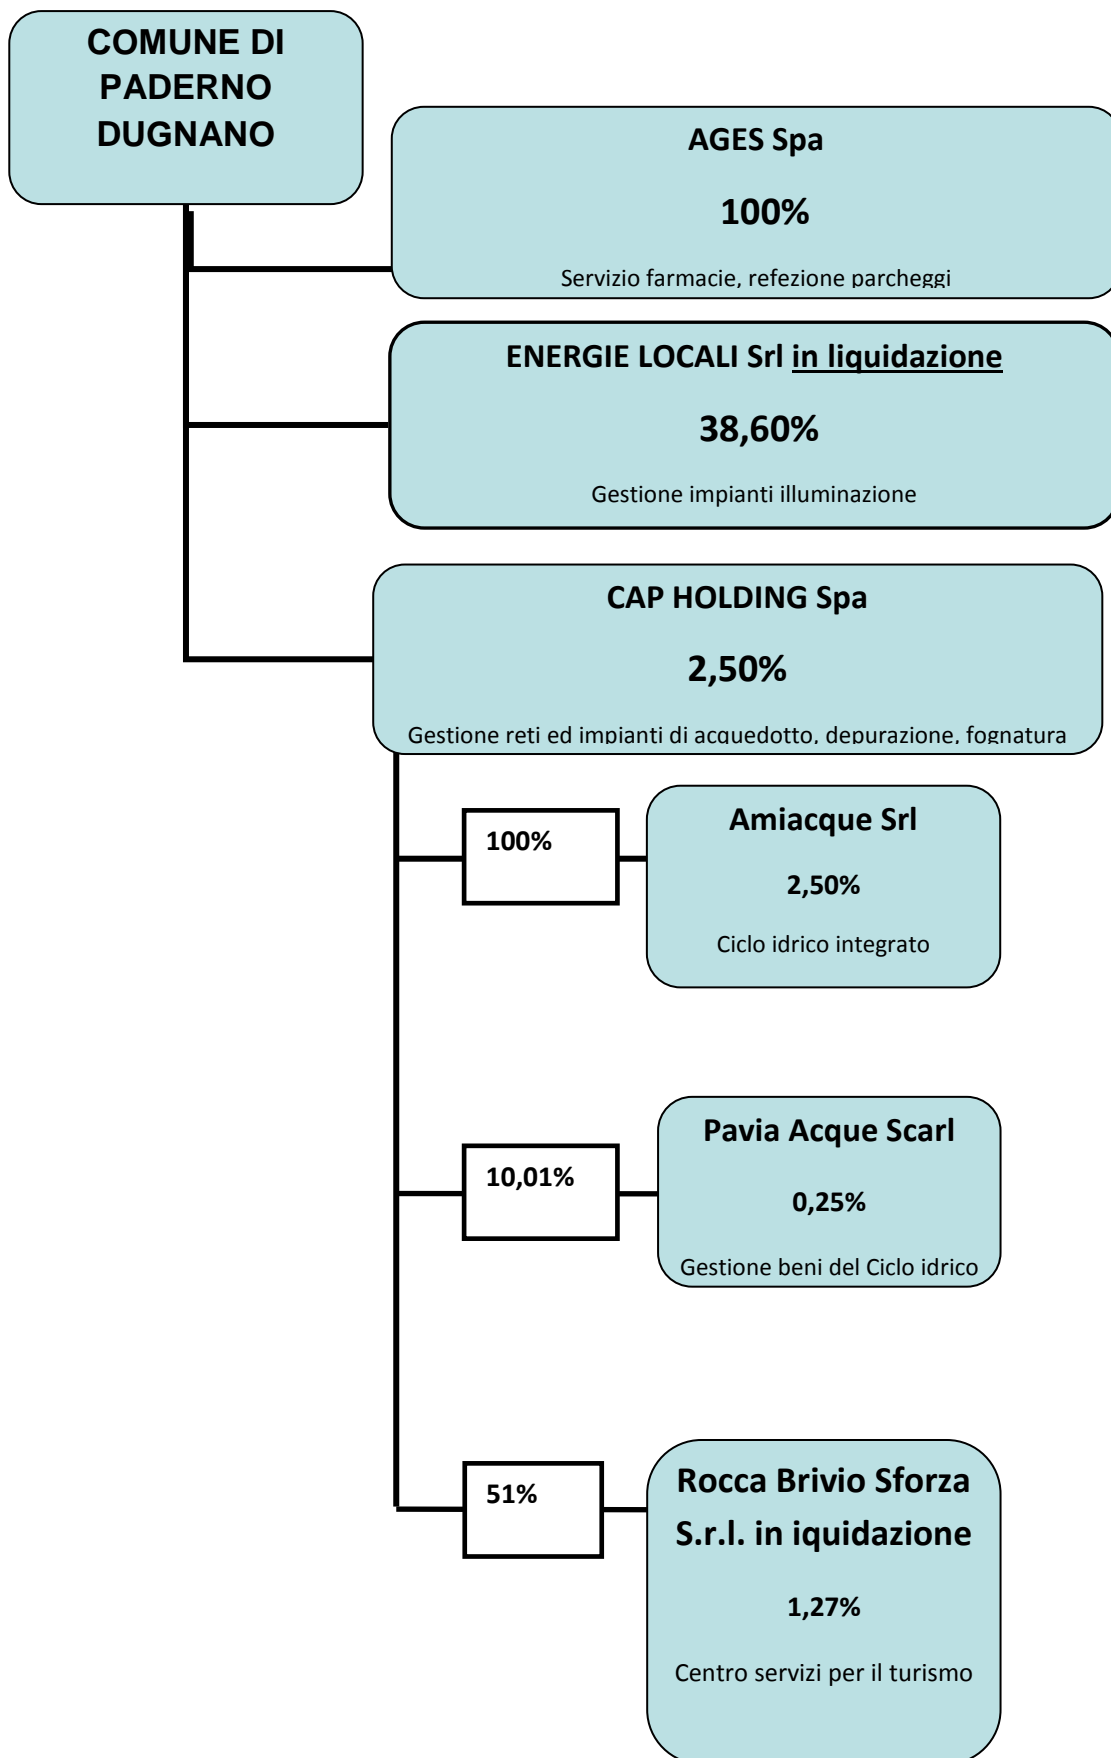 COMUNE DI
PADERNO
DUGNANO
AGES Spa
100%
Servizio farmacie, refezione parcheggi
ENERGIE LOCALI Srl in liquidazione
38,60%
Gestione impianti illuminazione
CAP HOLDING Spa
2,50%
Gestione reti ed impianti di acquedotto, depurazione, fognatura
100%
Amiacque Srl
2,50%
Ciclo idrico integrato
10,01%
Pavia Acque Scarl
0,25%
Gestione beni del Ciclo idrico
51%
Rocca Brivio Sforza
S.r.l. in iquidazione
1,27%
Centro servizi per il turismo